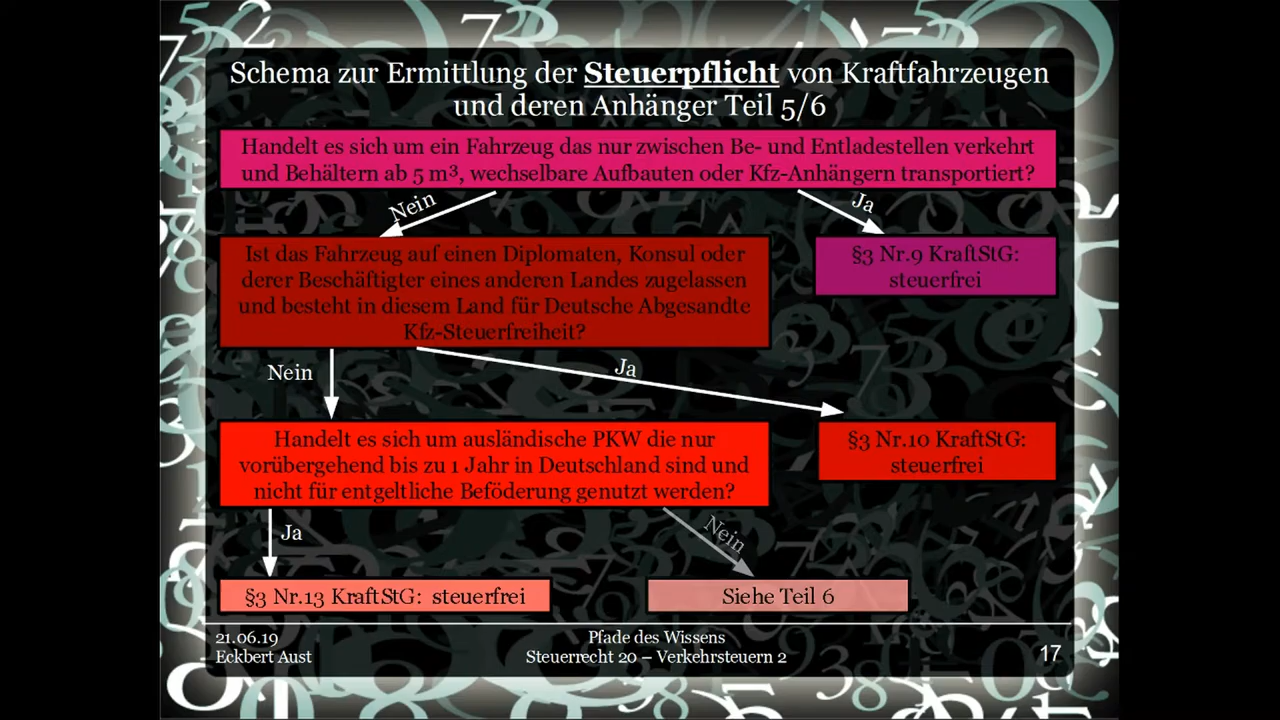 Schema zur Ermittlung der Steuerpflicht von Kraftfahrzeugen
und deren Anhänger Teil 5/6
Handelt es sich um ein Fahrzeug das nur zwischen Be- und Entladestellen verkehrt
und Behältern ab 5 m³, wechselbare Aufbauten oder Kfz-Anhängern transportiert?
Nein
Ja
Ist das Fahrzeug auf einen Diplomaten, Konsul oder
derer Beschäftigter eines anderen Landes zugelassen
und besteht in diesem Land für Deutsche Abgesandte
Kfz-Steuerfreiheit?
§3 Nr.9 KraftStG:
steuerfrei
Nein
Ja
Handelt es sich um ausländische PKW die nur
vorübergehend bis zu 1 Jahr in Deutschland sind und
nicht für entgeltliche Beföderung genutzt werden?
§3 Nr.10 KraftStG:
steuerfrei
Ja
Nein
§3 Nr.13 KraftStG: steuerfrei
Siehe Teil 6
21.06.19
Eckbert Aust
Pfade des Wissens
Steuerrecht 20 – Verkehrsteuern 2
17